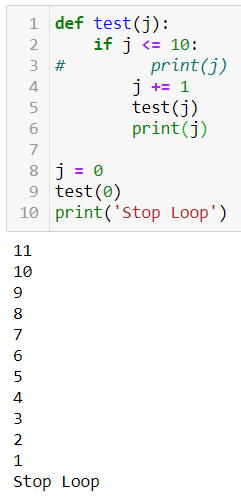 1 def test(j):
2     if j <= 10:
3 #         print(j)
4         j += 1
5         test(j)
6         print(j)
7
8 j = 0
9 test(0)
10 print('Stop Loop')
11
10
9
8
7
6
5
4
3
2
1
Stop Loop